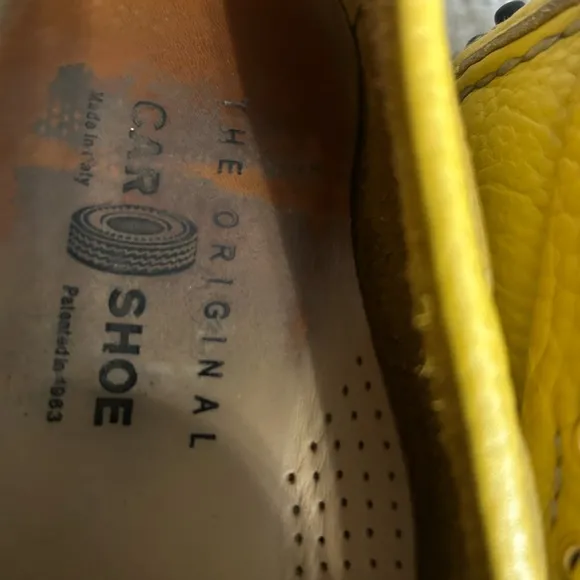 THE ORIGINAL
CAR SHOE
Made in Italy Patented in 1963